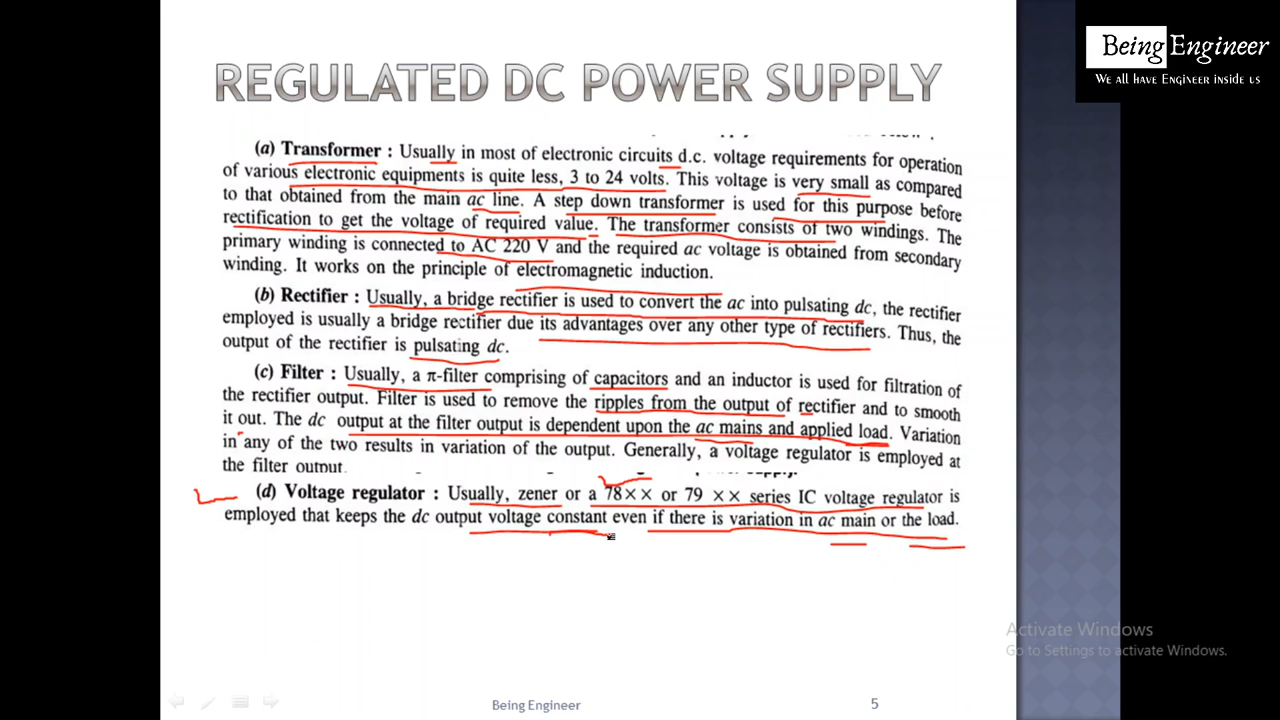 Being Engineer
We all have Engineer inside us
REGULATED DC POWER SUPPLY
(a) Transformer : Usually in most of electronic circuits d.c. voltage requirements for operation
of various electronic equipments is quite less, 3 to 24 volts. This voltage is very small as compared
to that obtained from the main ac line. A step down transformer is used for this purpose before
rectification to get the voltage of required value. The transformer consists of two windings. The
primary winding is connected to AC 220 V and the required ac voltage is obtained from secondary
winding. It works on the principle of electromagnetic induction.
(b) Rectifier : Usually, a bridge rectifier is used to convert the ac into pulsating dc, the rectifier
employed is usually a bridge rectifier due its advantages over any other type of rectifiers. Thus, the
output of the rectifier is pulsating dc.
(c) Filter : Usually, a π-filter comprising of capacitors and an inductor is used for filtration of
the rectifier output. Filter is used to remove the ripples from the output of rectifier and to smooth
it out. The dc output at the filter output is dependent upon the ac mains and applied load. Variation
in any of the two results in variation of the output. Generally, a voltage regulator is employed at
the filter output.
(d) Voltage regulator : Usually, zener or a 78×× or 79 ×× series IC voltage regulator is
employed that keeps the dc output voltage constant even if there is variation in ac main or the load.
Activate Windows
Go to Settings to activate Windows.
Being Engineer
5